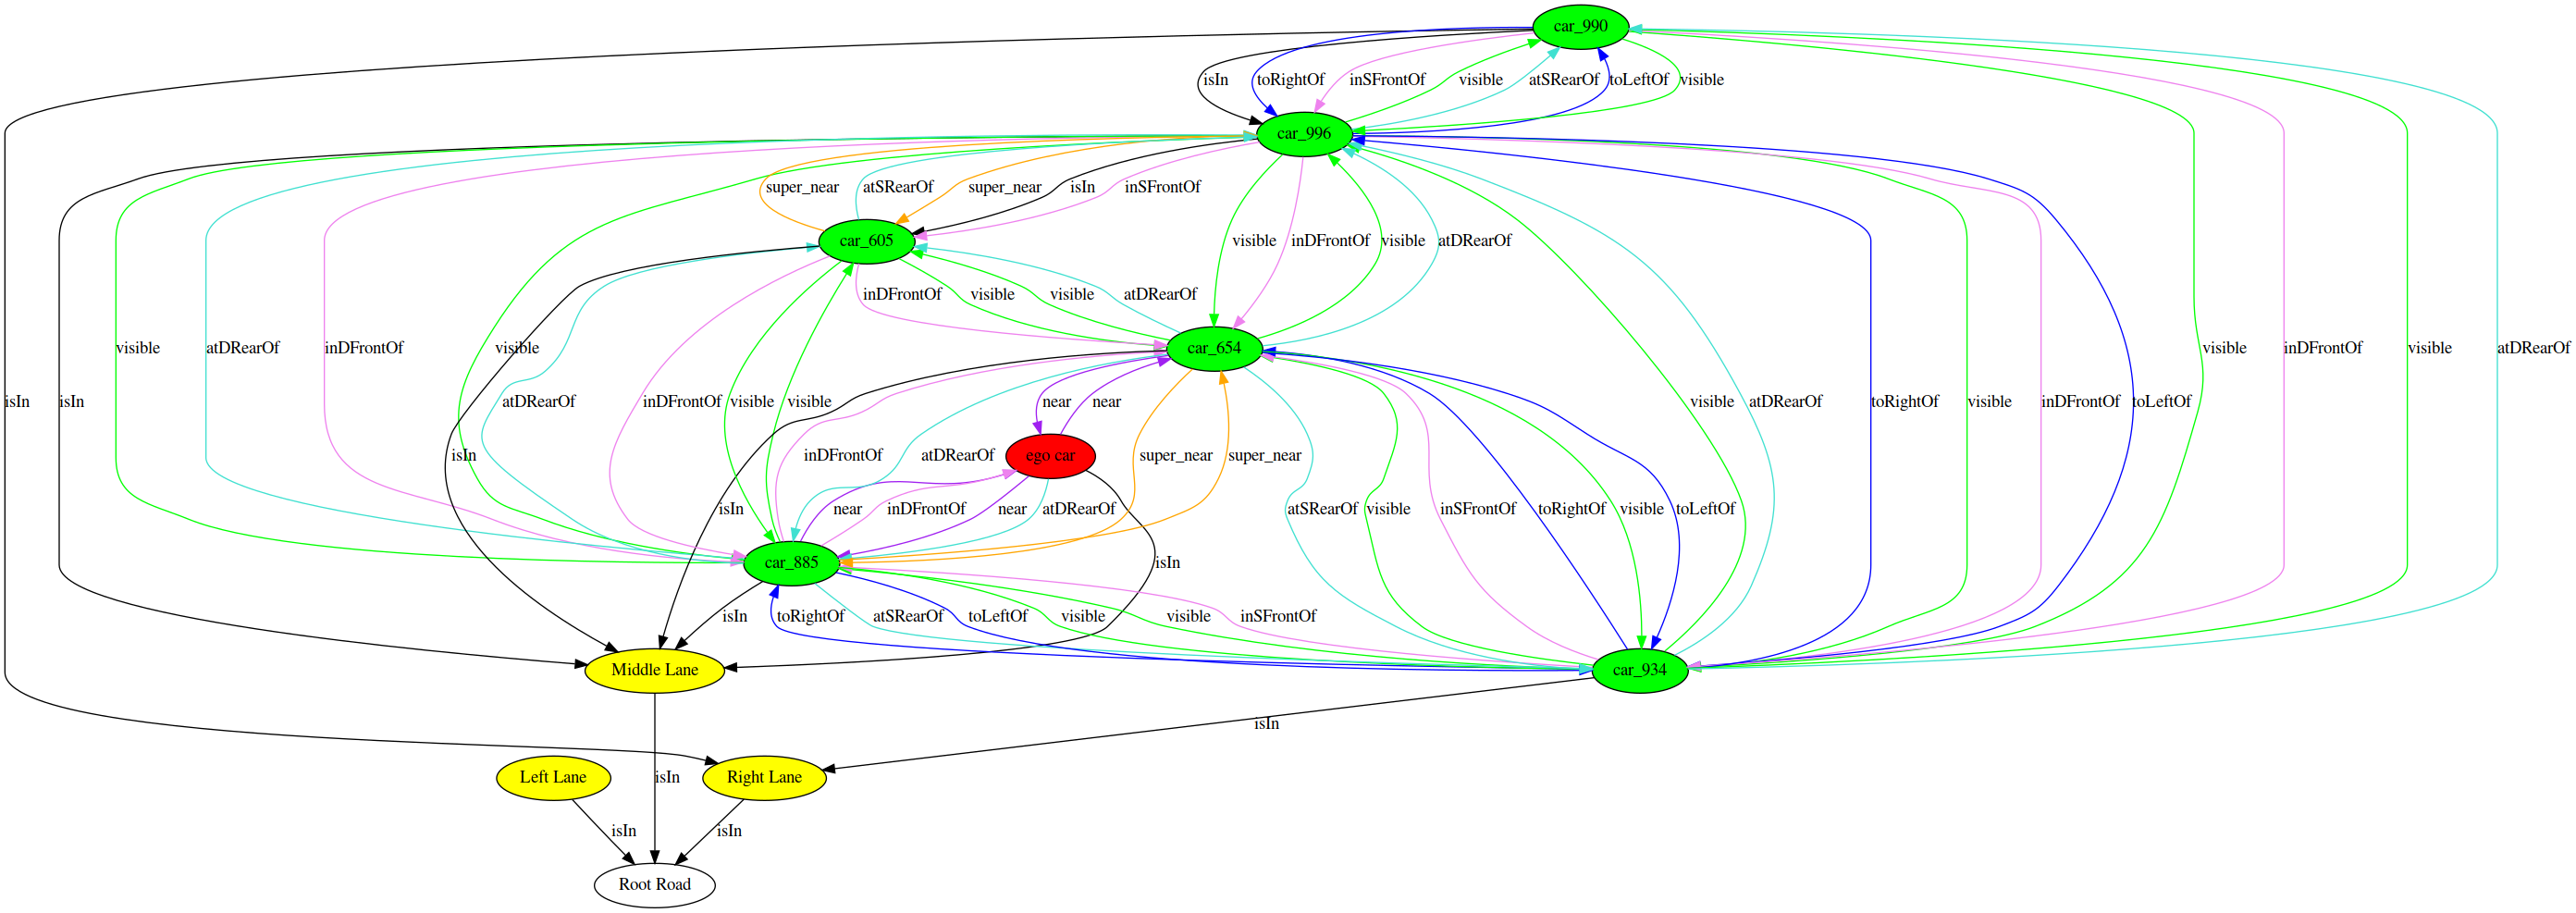 car_990
isIn toRightOf inSFrontOf visible atSRearOf toLeftOf visible
car_996
super_near atSRearOf super_near isIn inSFrontOf
car_605 visible inDFrontOf visible atDRearOf
inDFrontOf visible visible atDRearOf
visible atDRearOf inDFrontOf visible car_654 visible inDFrontOf visible atDRearOf
isIn isIn atDRearOf inDFrontOf visible visible near near visible atDRearOf toRightOf visible inDFrontOf toLeftOf
isIn inDFrontOf atDRearOf ego car super_near super_near
isIn near inDFrontOf near atDRearOf atSRearOf visible inSFrontOf toRightOf visible toLeftOf
car_885 isIn
isIn toRightOf atSRearOf toLeftOf visible visible inSFrontOf
Middle Lane car_934
isIn
Left Lane isIn Right Lane
isIn isIn
Root Road